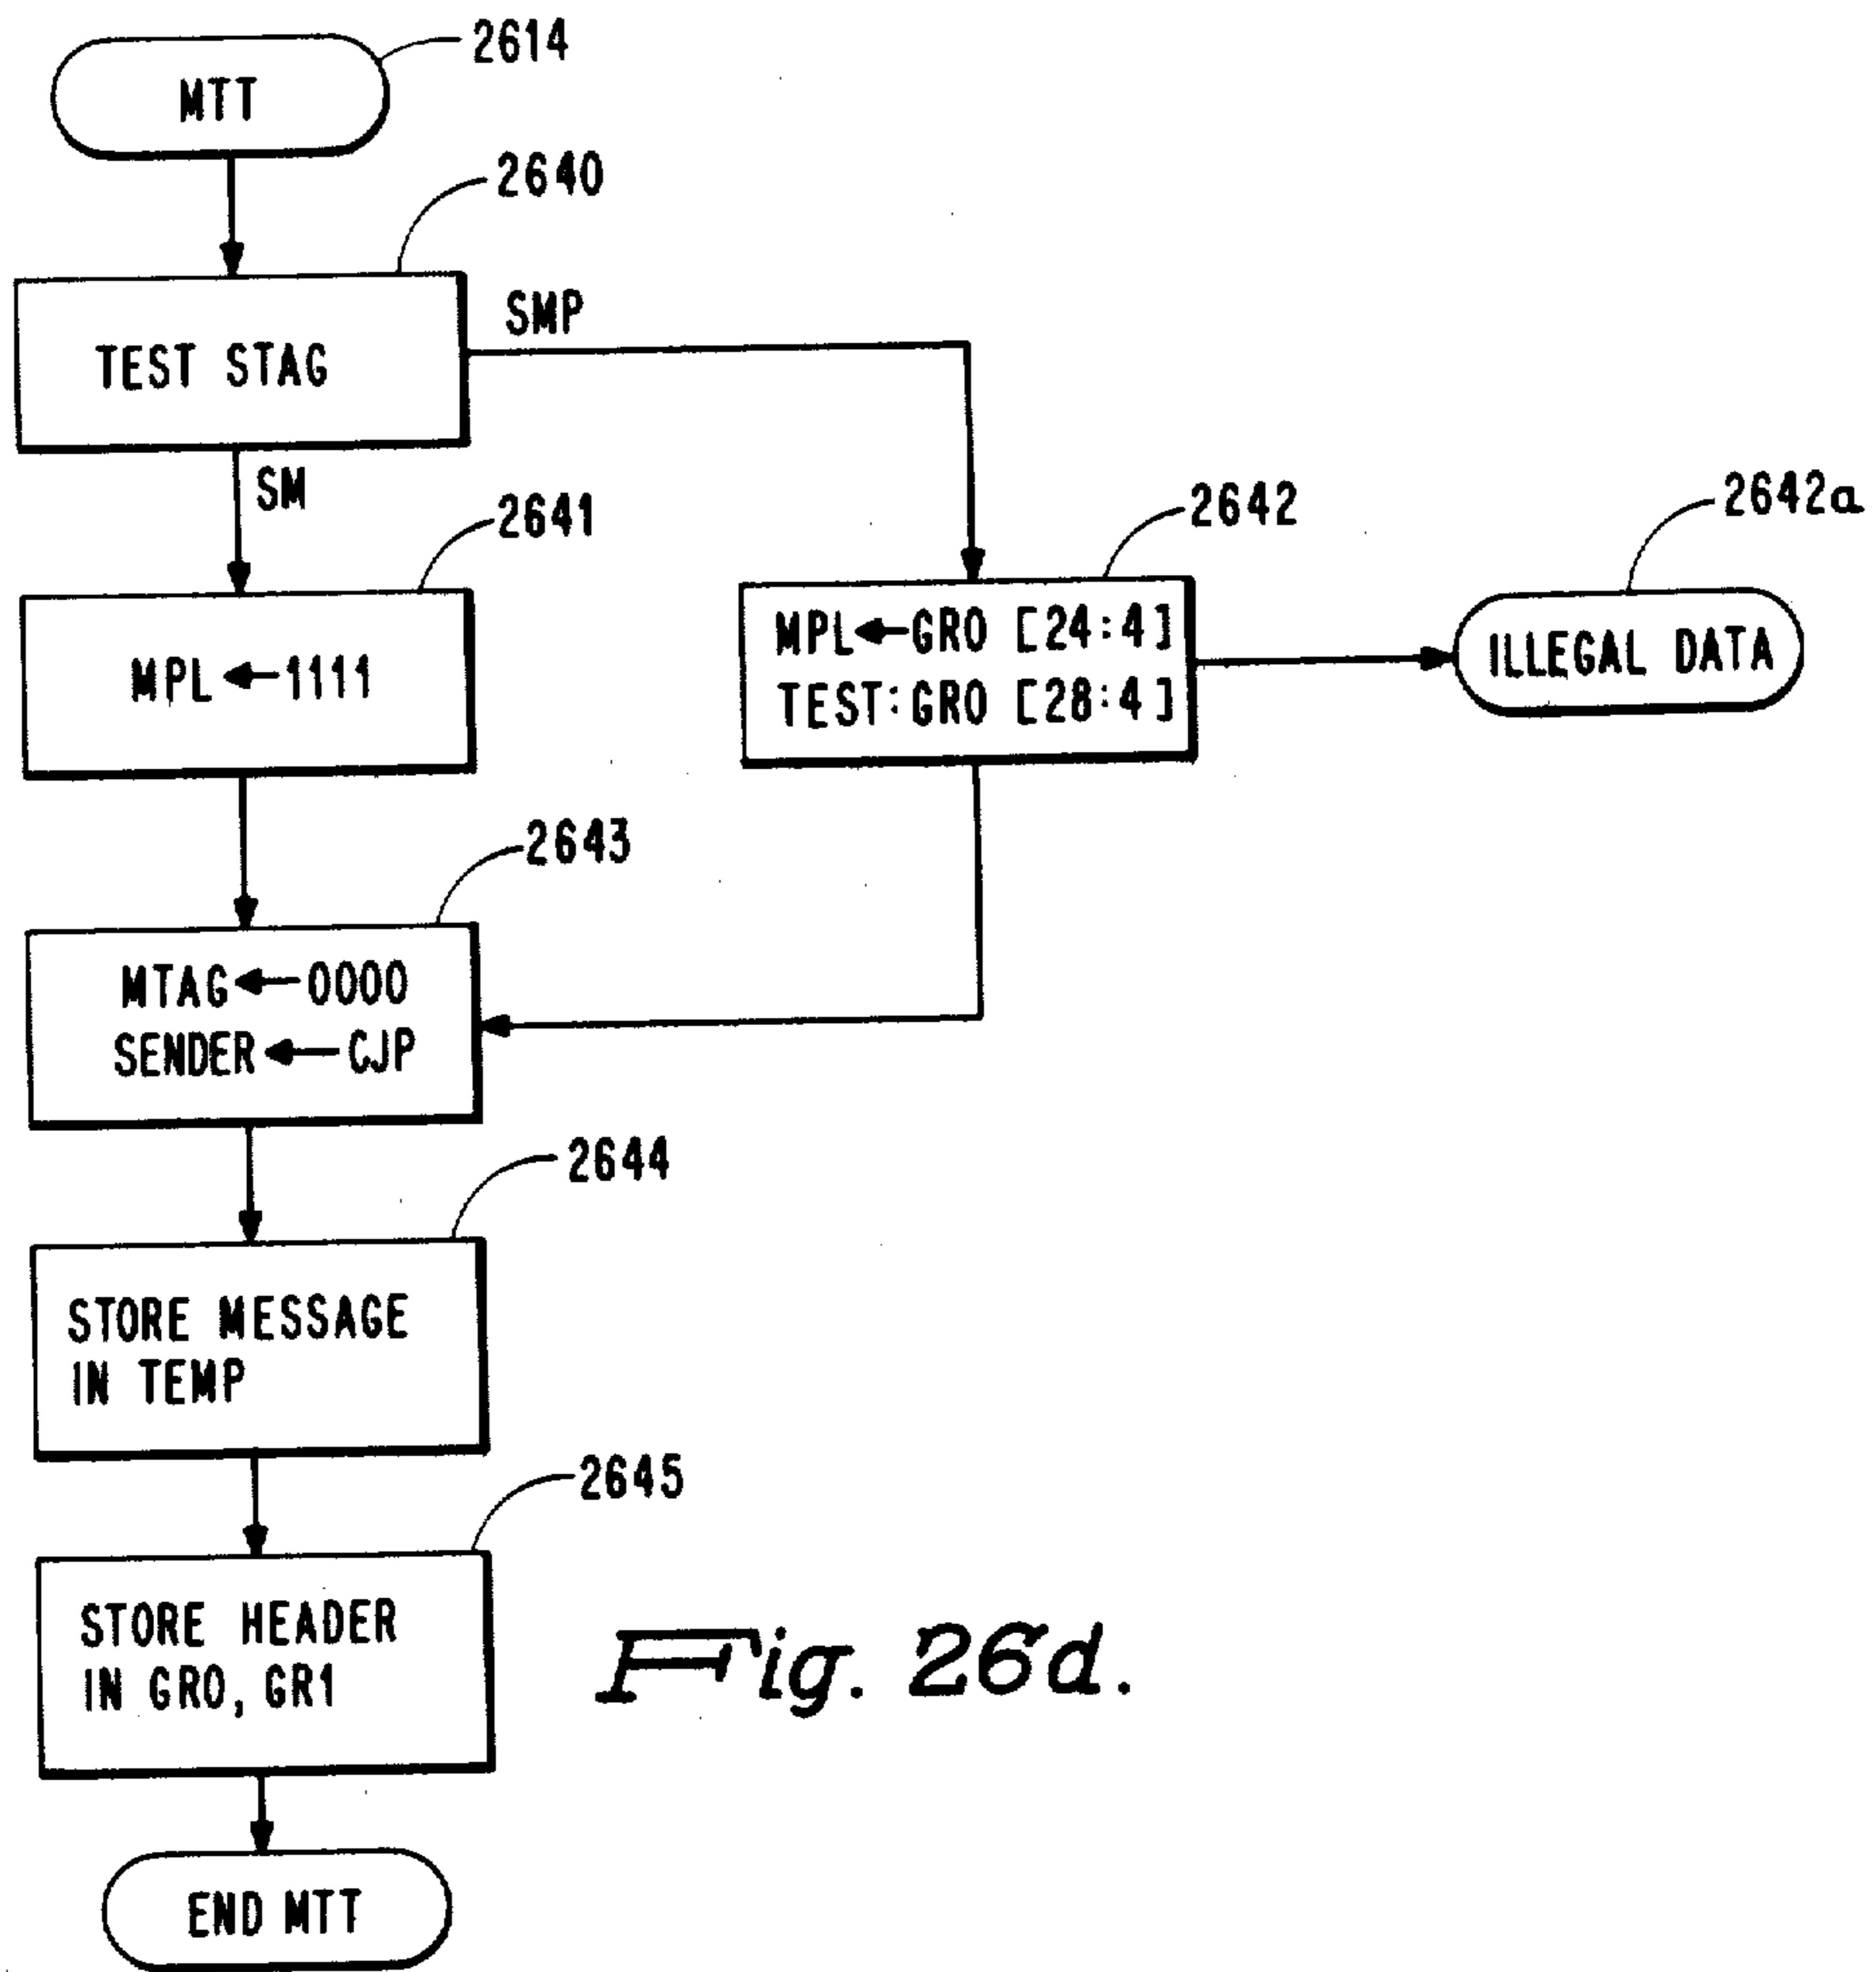 2614
MTT
2640
SMP
TEST STAG
SM
2641
2642
2642a
MPL←GR0 [24:4]
TEST:GR0 [28:4]
ILLEGAL DATA
MPL←1111
2643
MTAG←0000
SENDER← CJP
2644
STORE MESSAGE
IN TEMP
2645
STORE HEADER
IN GR0, GR1
Fig. 26d.
END MTT